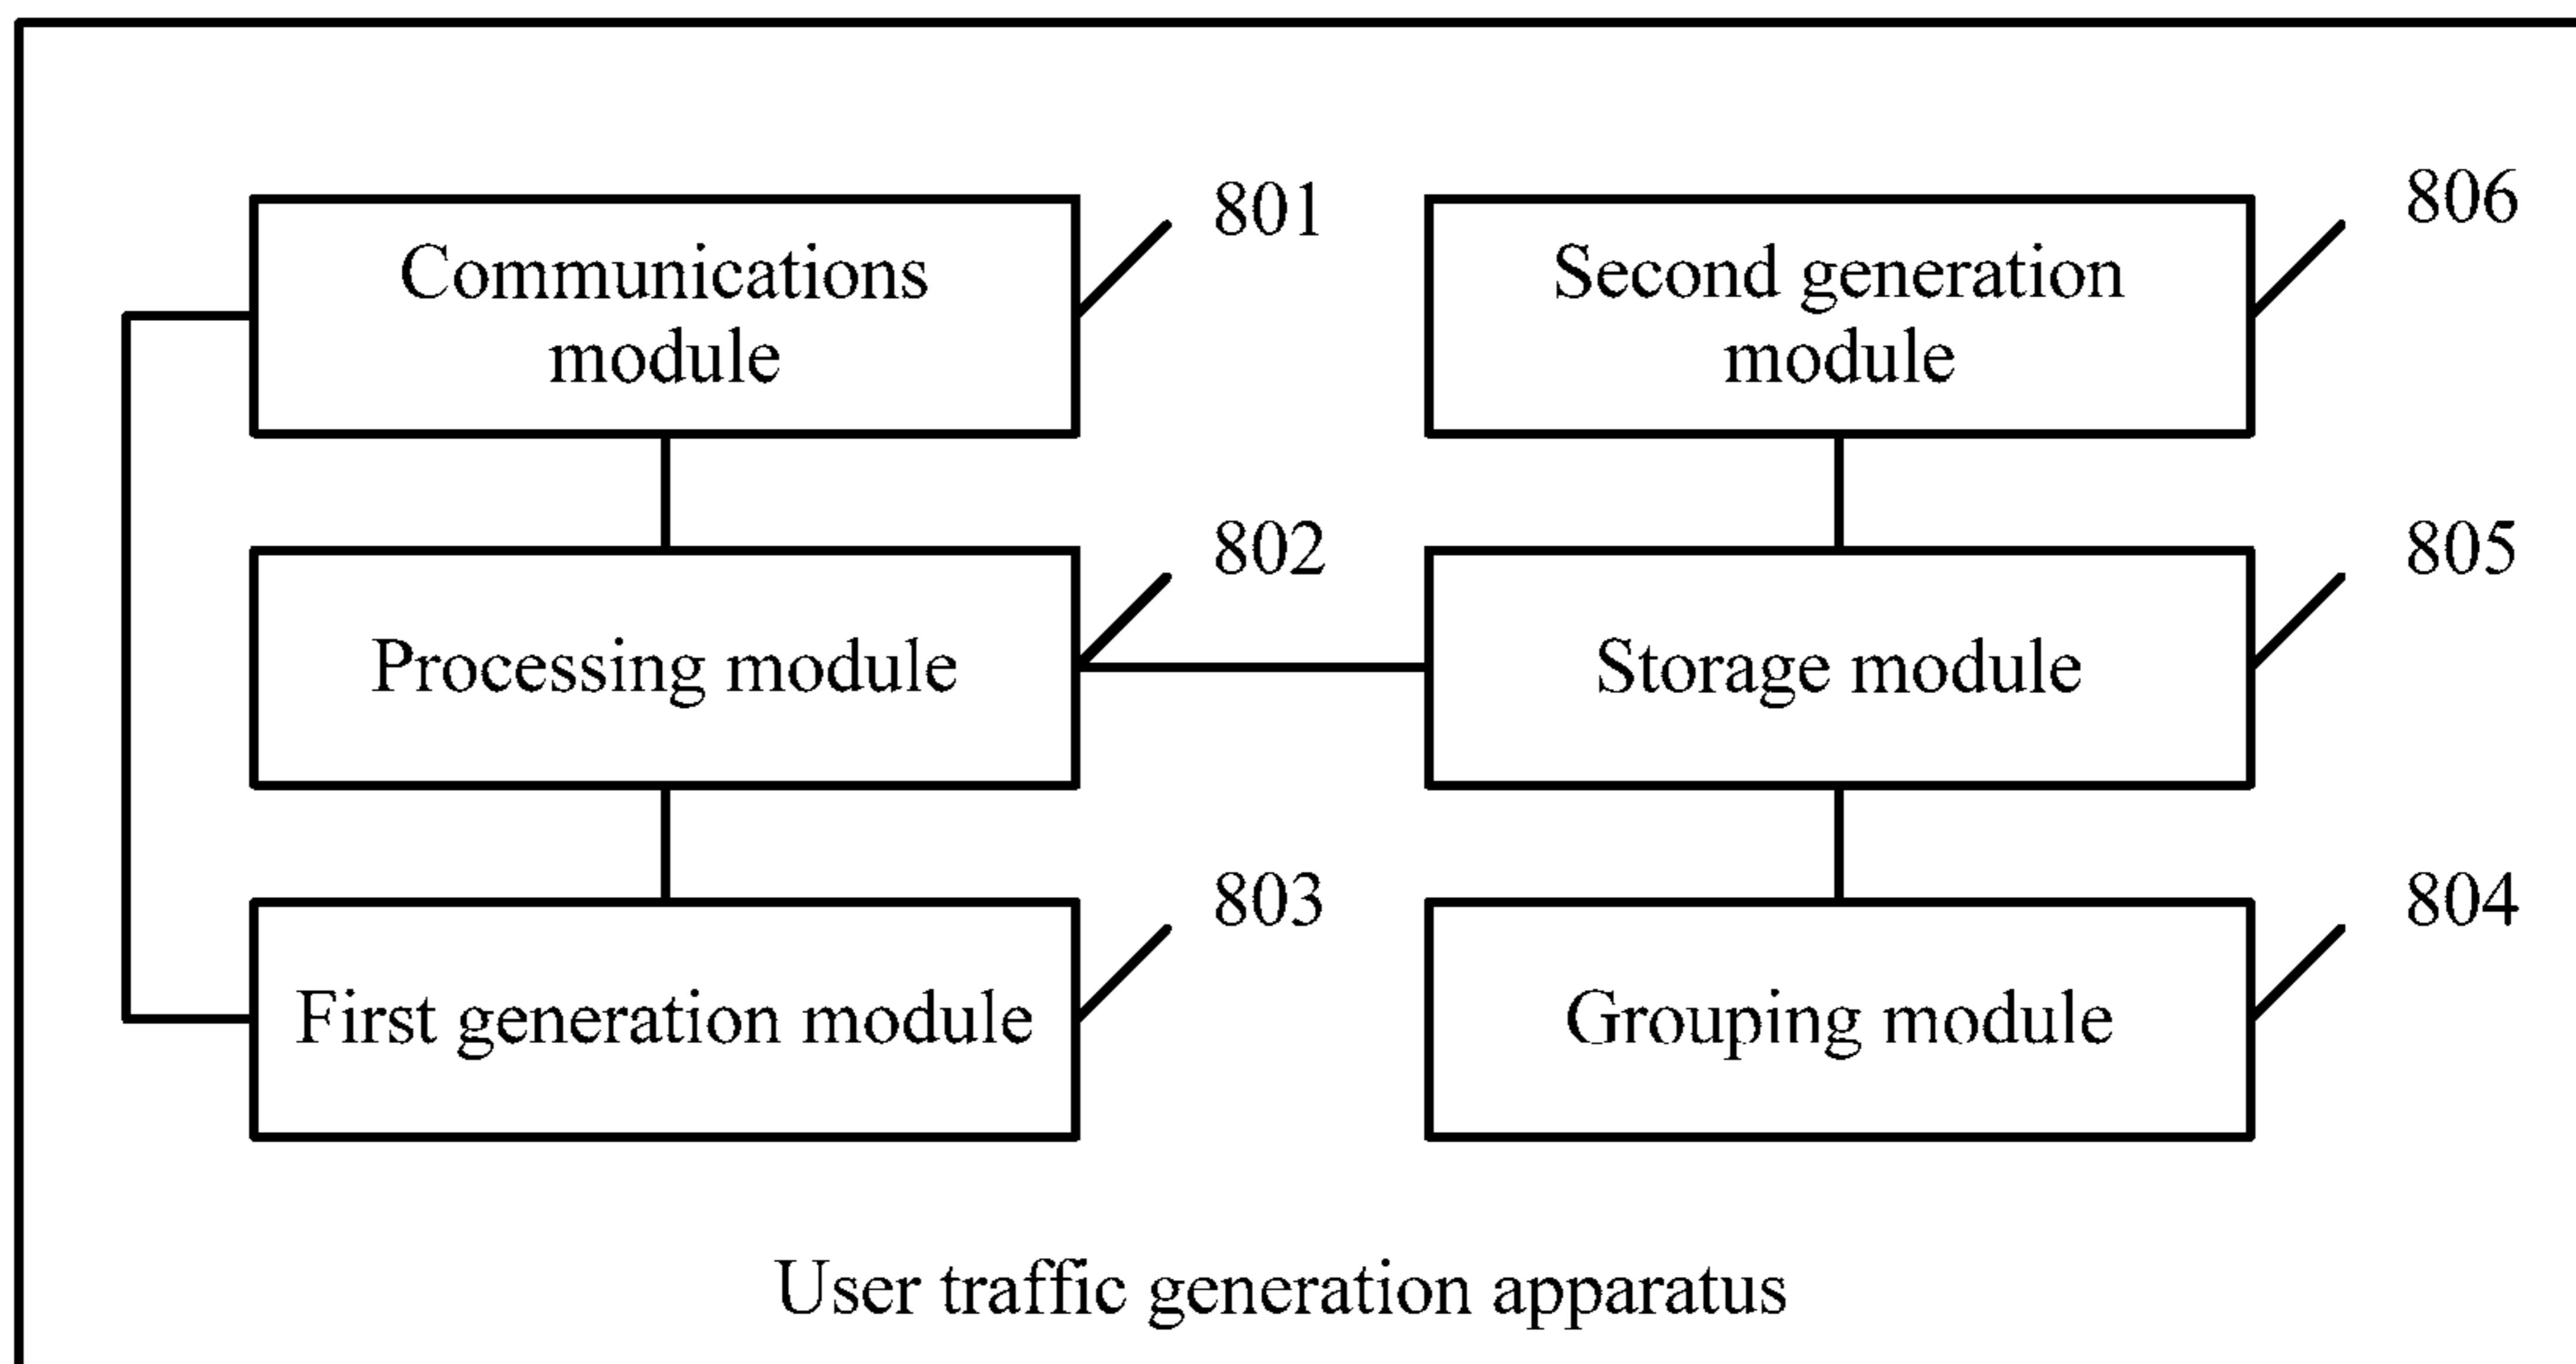 801
Communications
module
806
Second generation
module
802
Processing module
805
Storage module
803
First generation module
804
Grouping module
User traffic generation apparatus